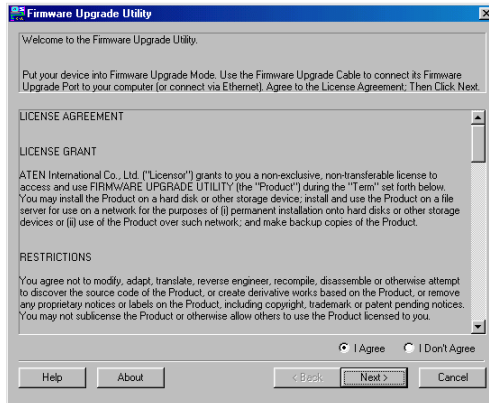 Firmware Upgrade Utility
Welcome to the Firmware Upgrade Utility.
Put your device into Firmware Upgrade Mode. Use the Firmware Upgrade Cable to connect its Firmware
Upgrade Port to your computer (or connect via Ethernet). Agree to the License Agreement; Then Click Next.
LICENSE AGREEMENT
LICENSE GRANT
ATEN International Co., Ltd. ("Licensor") grants to you a non-exclusive, non-transferable license to
access and use FIRMWARE UPGRADE UTILITY (the "Product") during the "Term" set forth below.
You may install the Product on a hard disk or other storage device; install and use the Product on a file
server for use on a network for the purposes of (i) permanent installation onto hard disks or other storage
devices or (ii) use of the Product over such network; and make backup copies of the Product.
RESTRICTIONS
You agree not to modify, adapt, translate, reverse engineer, recompile, disassemble or otherwise attempt
to discover the source code of the Product, or create derivative works based on the Product, or remove
any proprietary notices or labels on the Product, including copyright, trademark or patent pending notices.
You may not sublicense the Product or otherwise allow others to use the Product licensed to you.
I Agree I Don't Agree
Help About < Back Next > Cancel